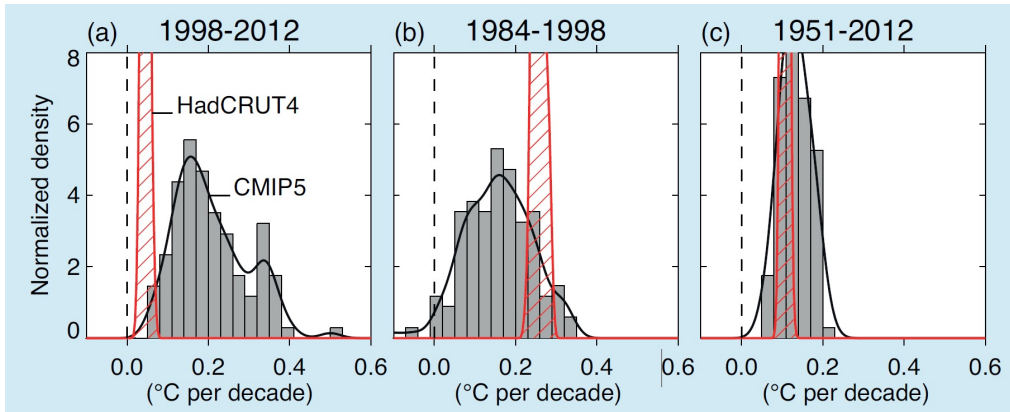 (a) 1998-2012
(b) 1984-1998
(c) 1951-2012
Normalized density
8
6
4
2
0
HadCRUT4
CMIP5
0.0 0.2 0.4 0.6
0.0 0.2 0.4 0.6
0.0 0.2 0.4 0.6
(°C per decade)
(°C per decade)
(°C per decade)